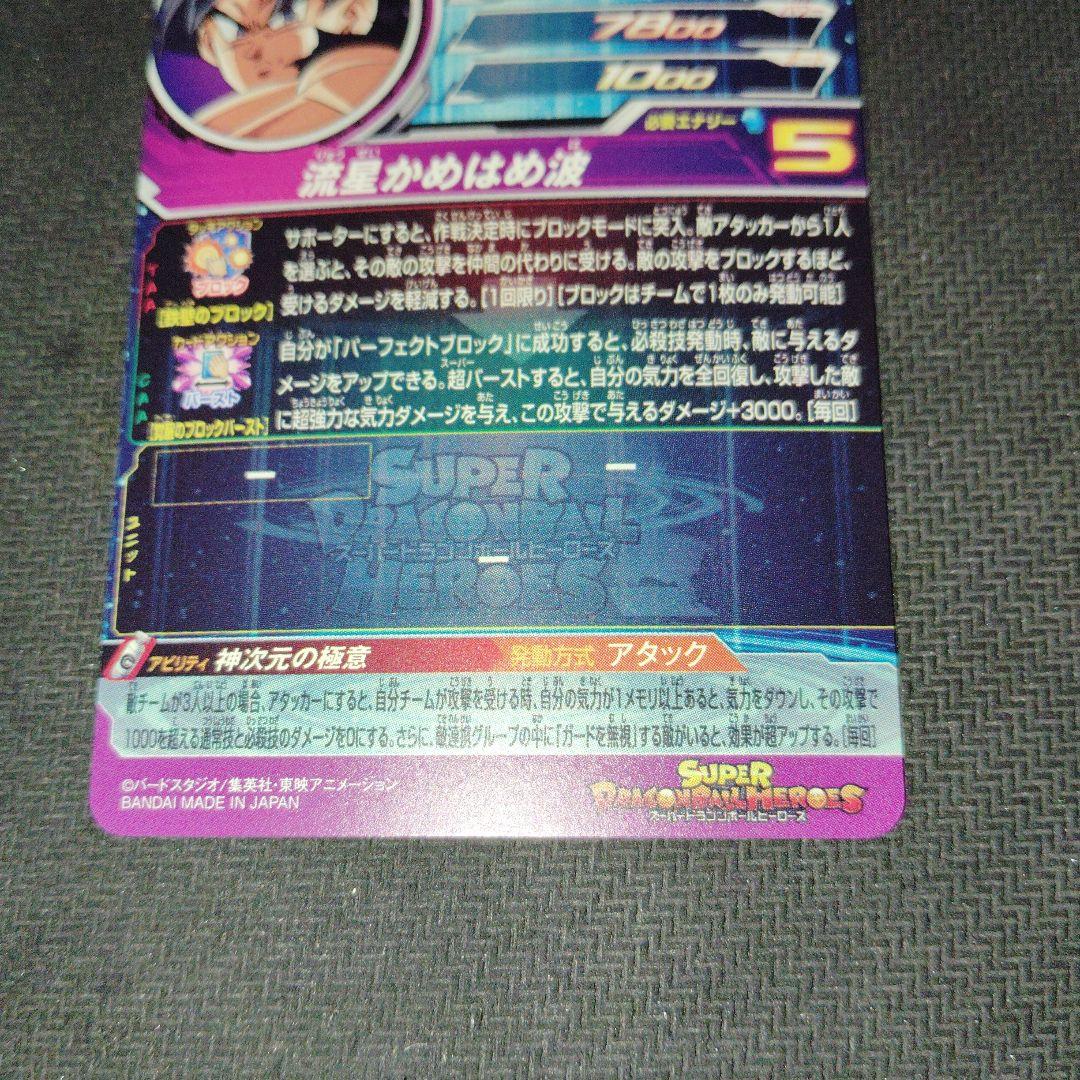 7800
1000
必要エナジー 5
りゅう せい は
流星かめはめ波
ブロック
[鉄壁のブロック]
サポーターにすると、作戦決定時にブロックモードに突入。敵アタッカーから1人
を選ぶと、その敵の攻撃を仲間の代わりに受ける。敵の攻撃をブロックするほど、
受けるダメージを軽減する。[1回限り][ブロックはチームで1枚のみ発動可能]
カードアクション
バースト
自分が「パーフェクトブロック」に成功すると、必殺技発動時、敵に与えるダ
メージをアップできる。超バーストすると、自分の気力を全回復し、攻撃した敵
に超強力な気力ダメージを与え、この攻撃で与えるダメージ+3000。[毎回]
ユニット
SUPER
DRAGONBALL
スーパードラゴンボールヒーローズ
HEROES
アビリティ 神次元の極意 発動方式 アタック
敵チームが3人以上の場合、アタッカーにすると、自分チームが攻撃を受ける時、自分の気力が1メモリ以上あると、気力をダウンし、その攻撃で
1000を超える通常技と必殺技のダメージを0にする。さらに、敵選抜グループの中に「ガードを無視」する敵がいると、効果が超アップする。[毎回]
©バードスタジオ/集英社・東映アニメーション
BANDAI MADE IN JAPAN
SUPER
DRAGONBALL HEROES
スーパードラゴンボールヒーローズ